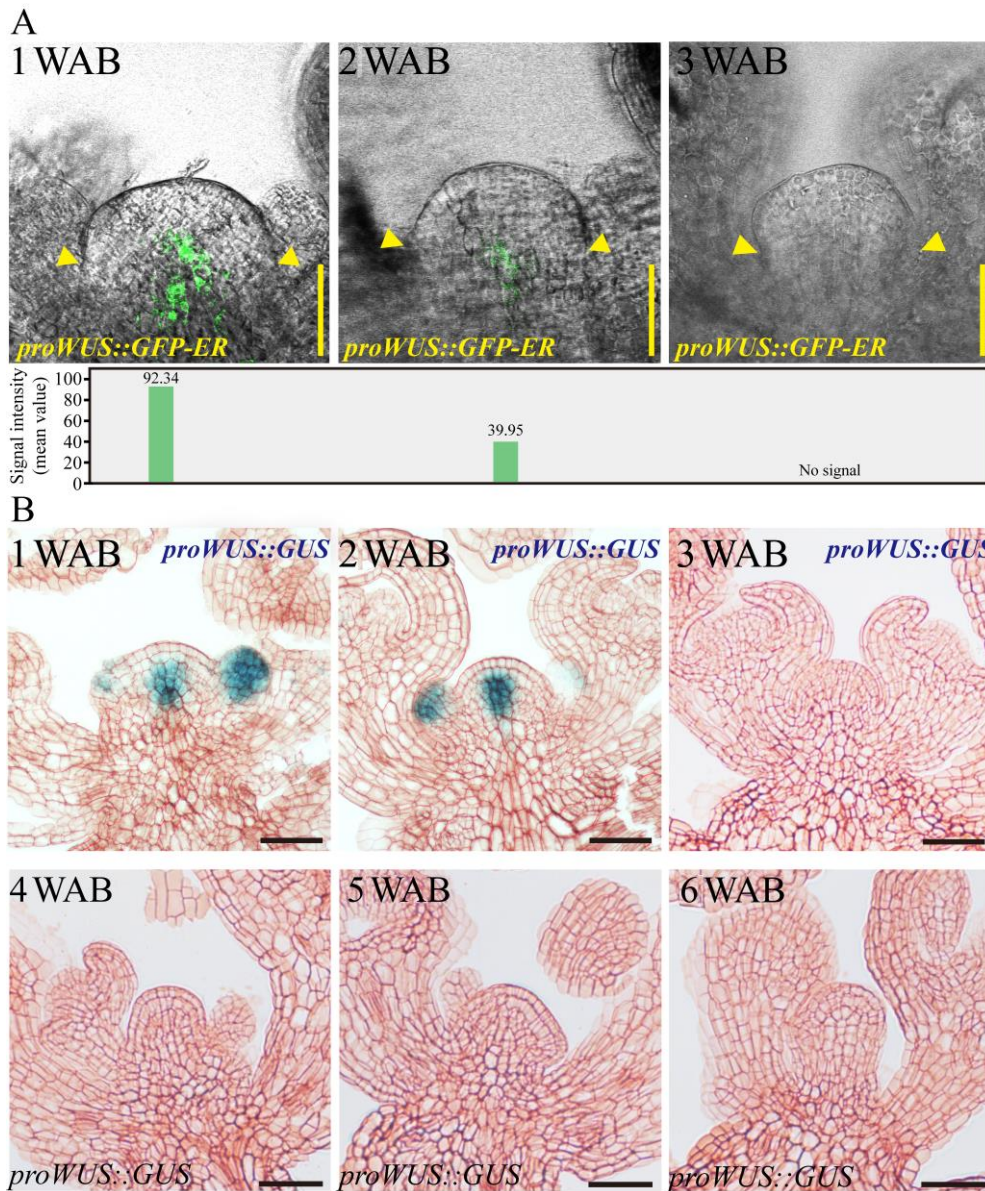 A
1 WAB 2 WAB 3 WAB
proWUS::GFP-ER proWUS::GFP-ER proWUS::GFP-ER
Signal intensity
(mean value)
100
80
60
40
20
0
92.34
39.95
No signal
B
1 WAB proWUS::GUS 2 WAB proWUS::GUS 3 WAB proWUS::GUS
4 WAB 5 WAB 6 WAB
proWUS::GUS proWUS::GUS proWUS::GUS